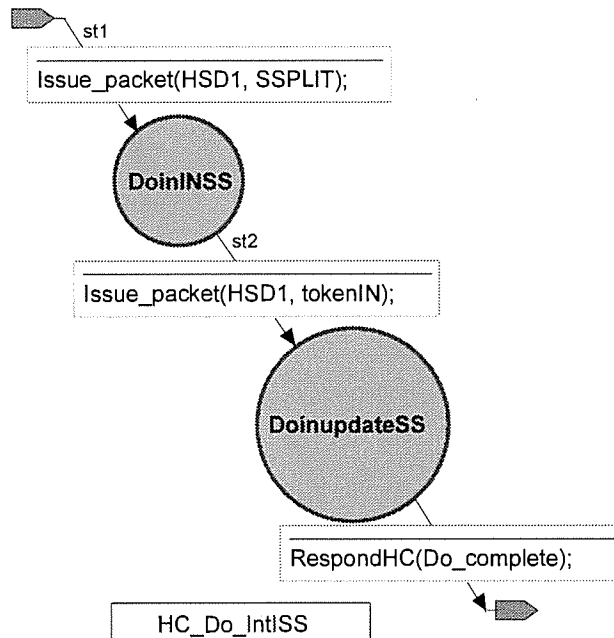 st1
Issue_packet(HSD1, SSPLIT);
DoinINSS
st2
Issue_packet(HSD1, tokenIN);
DoinupdateSS
RespondHC(Do_complete);
HC_Do_IntISS